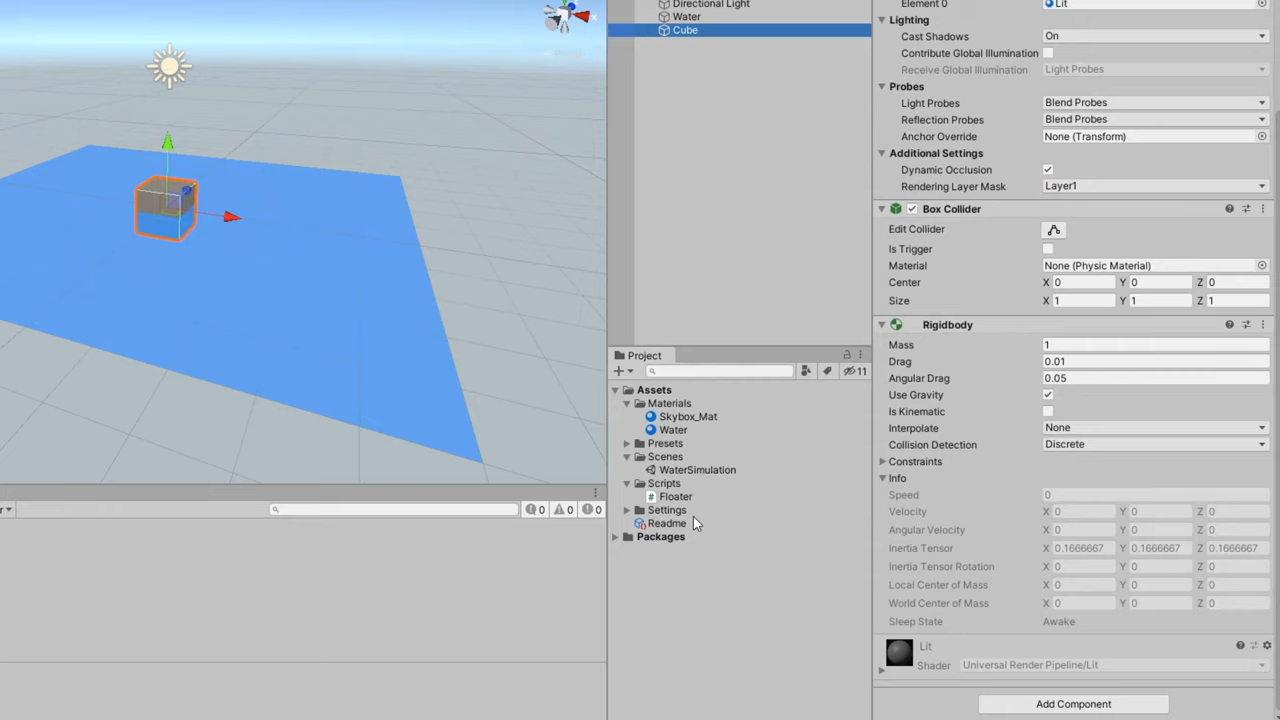 Directional Light
Water
Cube
Project
11
Assets
Materials
Skybox_Mat
Water
Presets
Scenes
WaterSimulation
Scripts
# Floater
Settings
Readme
Packages
0 0 0
Element 0 Lit
Lighting
Cast Shadows On
Contribute Global Illumination
Receive Global Illumination Light Probes
Probes
Light Probes Blend Probes
Reflection Probes Blend Probes
Anchor Override None (Transform)
Additional Settings
Dynamic Occlusion
Rendering Layer Mask Layer1
Box Collider
Edit Collider
Is Trigger
Material None (Physic Material)
Center X 0 Y 0 Z 0
Size X 1 Y 1 Z 1
Rigidbody
Mass 1
Drag 0.01
Angular Drag 0.05
Use Gravity
Is Kinematic
Interpolate None
Collision Detection Discrete
Constraints
Info
Speed 0
Velocity X 0 Y 0 Z 0
Angular Velocity X 0 Y 0 Z 0
Inertia Tensor X 0.1666667 Y 0.1666667 Z 0.1666667
Inertia Tensor Rotation X 0 Y 0 Z 0
Local Center of Mass X 0 Y 0 Z 0
World Center of Mass X 0 Y 0 Z 0
Sleep State Awake
Lit
Shader Universal Render Pipeline/Lit
Add Component